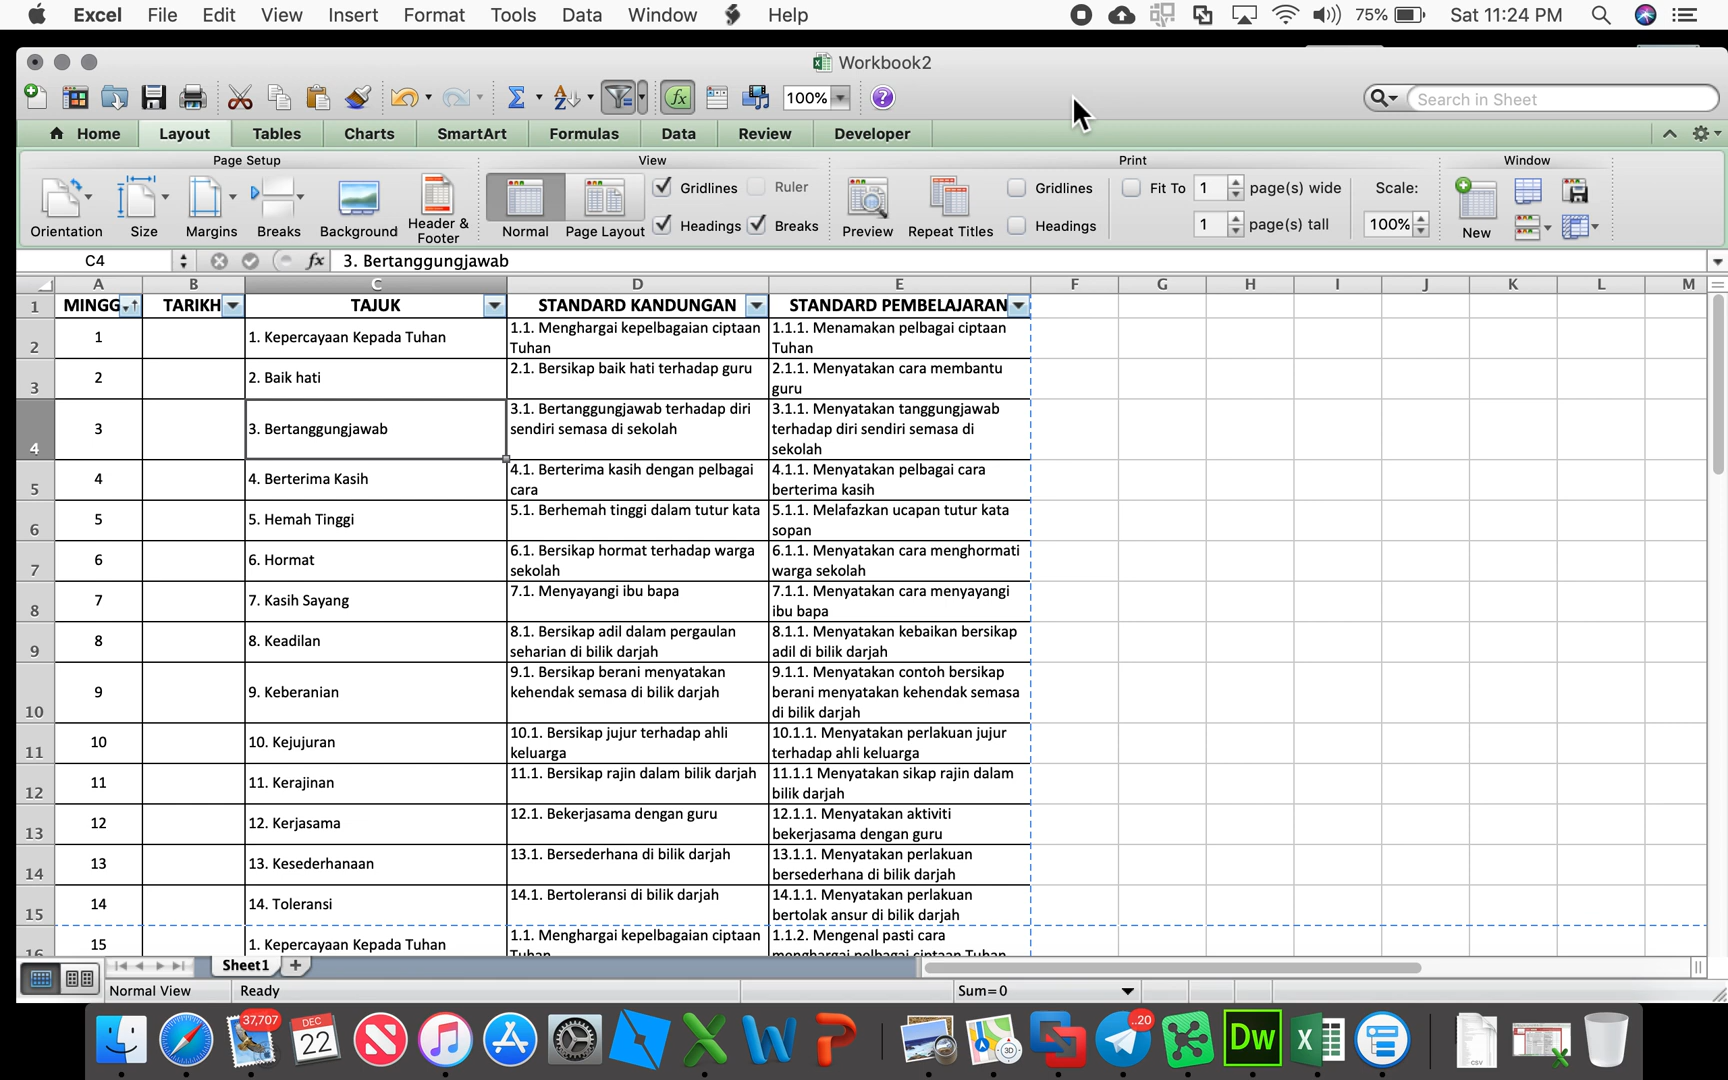 Excel File Edit View Insert Format Tools Data Window Help 75% Sat 11:24 PM
Workbook2
100% Search in Sheet
Home Layout Tables Charts SmartArt Formulas Data Review Developer
Page Setup View Print Window
Gridlines Ruler Gridlines Fit To 1 page(s) wide Scale:
Orientation Size Margins Breaks Background Header & Footer Normal Page Layout Headings Breaks Preview Repeat Titles Headings 1 page(s) tall 100% New
C4 fx 3. Bertanggungjawab
A B C D E F G H I J K L M
1 MINGG TARIKH TAJUK STANDARD KANDUNGAN STANDARD PEMBELAJARAN
2 1 1. Kepercayaan Kepada Tuhan 1.1. Menghargai kepelbagaian ciptaan Tuhan 1.1.1. Menamakan pelbagai ciptaan Tuhan
3 2 2. Baik hati 2.1. Bersikap baik hati terhadap guru 2.1.1. Menyatakan cara membantu guru
4 3 3. Bertanggungjawab 3.1. Bertanggungjawab terhadap diri sendiri semasa di sekolah 3.1.1. Menyatakan tanggungjawab terhadap diri sendiri semasa di sekolah
5 4 4. Berterima Kasih 4.1. Berterima kasih dengan pelbagai cara 4.1.1. Menyatakan pelbagai cara berterima kasih
6 5 5. Hemah Tinggi 5.1. Berhemah tinggi dalam tutur kata 5.1.1. Melafazkan ucapan tutur kata sopan
7 6 6. Hormat 6.1. Bersikap hormat terhadap warga sekolah 6.1.1. Menyatakan cara menghormati warga sekolah
8 7 7. Kasih Sayang 7.1. Menyayangi ibu bapa 7.1.1. Menyatakan cara menyayangi ibu bapa
9 8 8. Keadilan 8.1. Bersikap adil dalam pergaulan seharian di bilik darjah 8.1.1. Menyatakan kebaikan bersikap adil di bilik darjah
10 9 9. Keberanian 9.1. Bersikap berani menyatakan kehendak semasa di bilik darjah 9.1.1. Menyatakan contoh bersikap berani menyatakan kehendak semasa di bilik darjah
11 10 10. Kejujuran 10.1. Bersikap jujur terhadap ahli keluarga 10.1.1. Menyatakan perlakuan jujur terhadap ahli keluarga
12 11 11. Kerajinan 11.1. Bersikap rajin dalam bilik darjah 11.1.1 Menyatakan sikap rajin dalam bilik darjah
13 12 12. Kerjasama 12.1. Bekerjasama dengan guru 12.1.1. Menyatakan aktiviti bekerjasama dengan guru
14 13 13. Kesederhanaan 13.1. Bersederhana di bilik darjah 13.1.1. Menyatakan perlakuan bersederhana di bilik darjah
15 14 14. Toleransi 14.1. Bertoleransi di bilik darjah 14.1.1. Menyatakan perlakuan bertolak ansur di bilik darjah
16 15 1. Kepercayaan Kepada Tuhan 1.1. Menghargai kepelbagaian ciptaan Tuhan 1.1.2. Mengenal pasti cara menghargai pelbagai ciptaan Tuhan
Sheet1
Normal View Ready Sum=0
37,707 DEC 22 3D ..20 Dw CSV